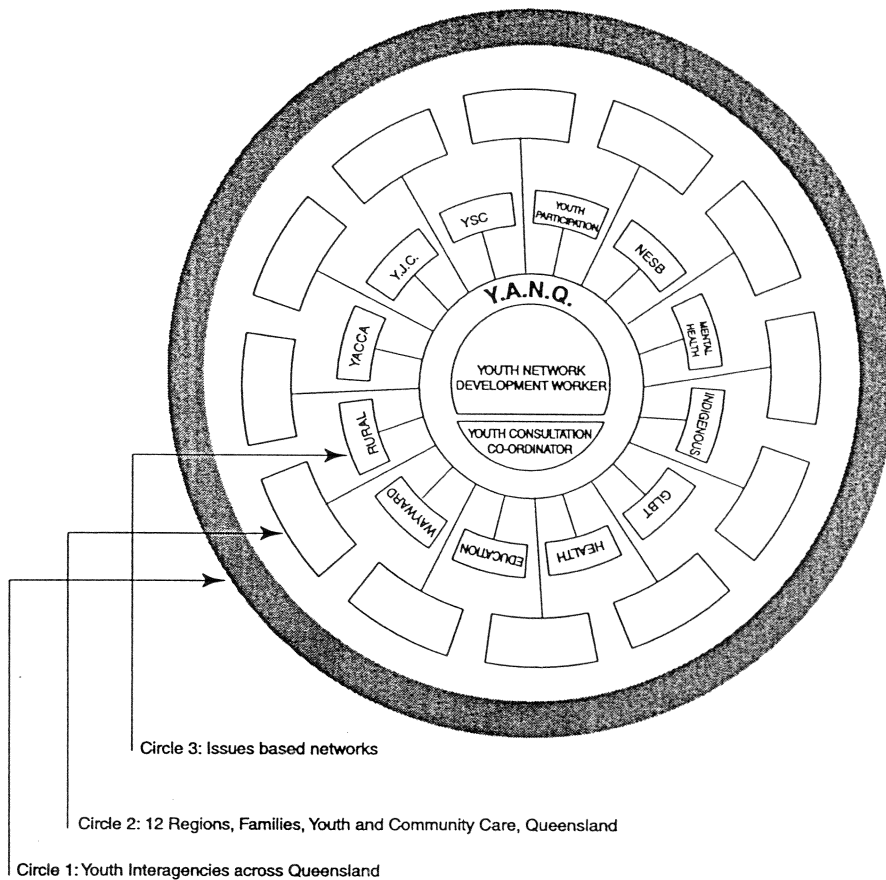 YSC
YOUTH
PARTICIPATION
Y.J.C.
NESB
Y.A.N.Q.
YACCA
MENTAL
HEALTH
YOUTH NETWORK
DEVELOPMENT WORKER
RURAL
INDIGENOUS
YOUTH CONSULTATION
CO-ORDINATOR
WAYWARD
GLBT
EDUCATION
HEALTH
Circle 3: Issues based networks
Circle 2: 12 Regions, Families, Youth and Community Care, Queensland
Circle 1: Youth Interagencies across Queensland